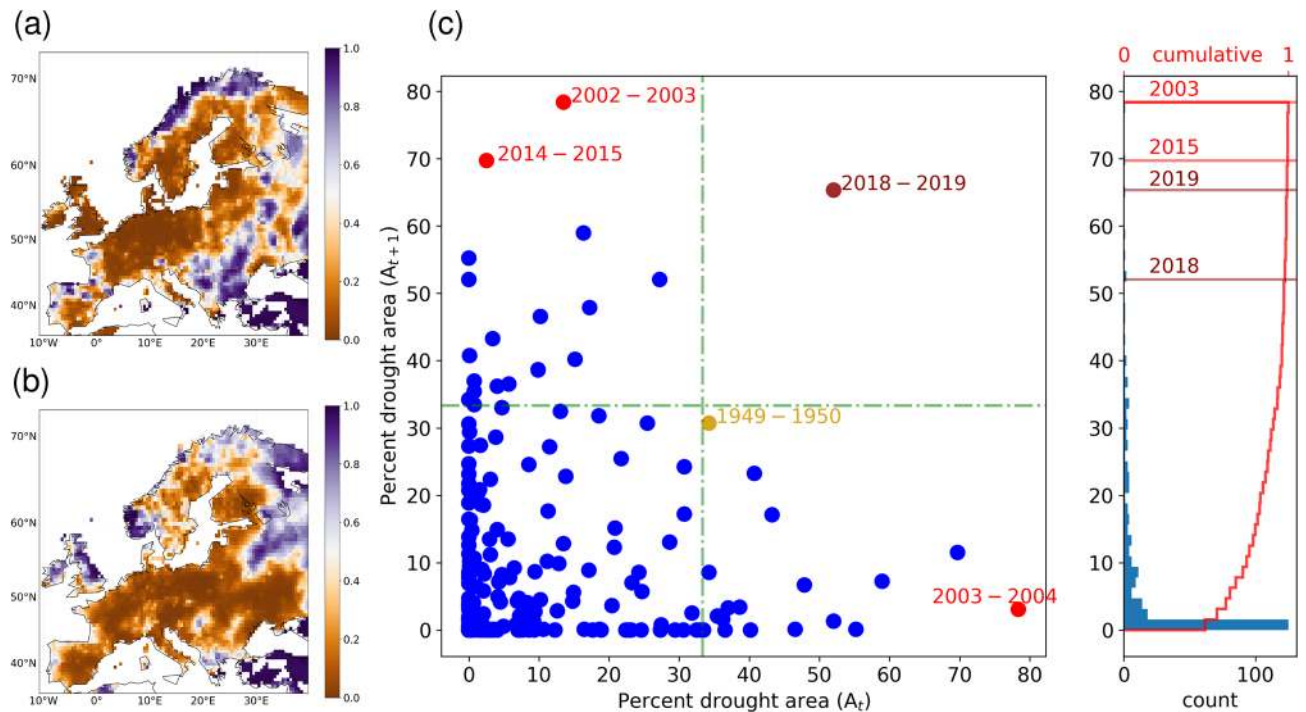 (a)
70°N
60°N
50°N
40°N
10°W 0° 10°E 20°E 30°E
1.0
0.8
0.6
0.4
0.2
0.0
(b)
70°N
60°N
50°N
40°N
10°W 0° 10°E 20°E 30°E
1.0
0.8
0.6
0.4
0.2
0.0
(c)
Percent drought area (A_{t+1})
80
70
60
50
40
30
20
10
0
2002 − 2003
2014 − 2015
2018 − 2019
1949 − 1950
2003 − 2004
0 10 20 30 40 50 60 70 80
Percent drought area (A_t)
0 cumulative 1
2003
2015
2019
2018
80
70
60
50
40
30
20
10
0
0 100
count